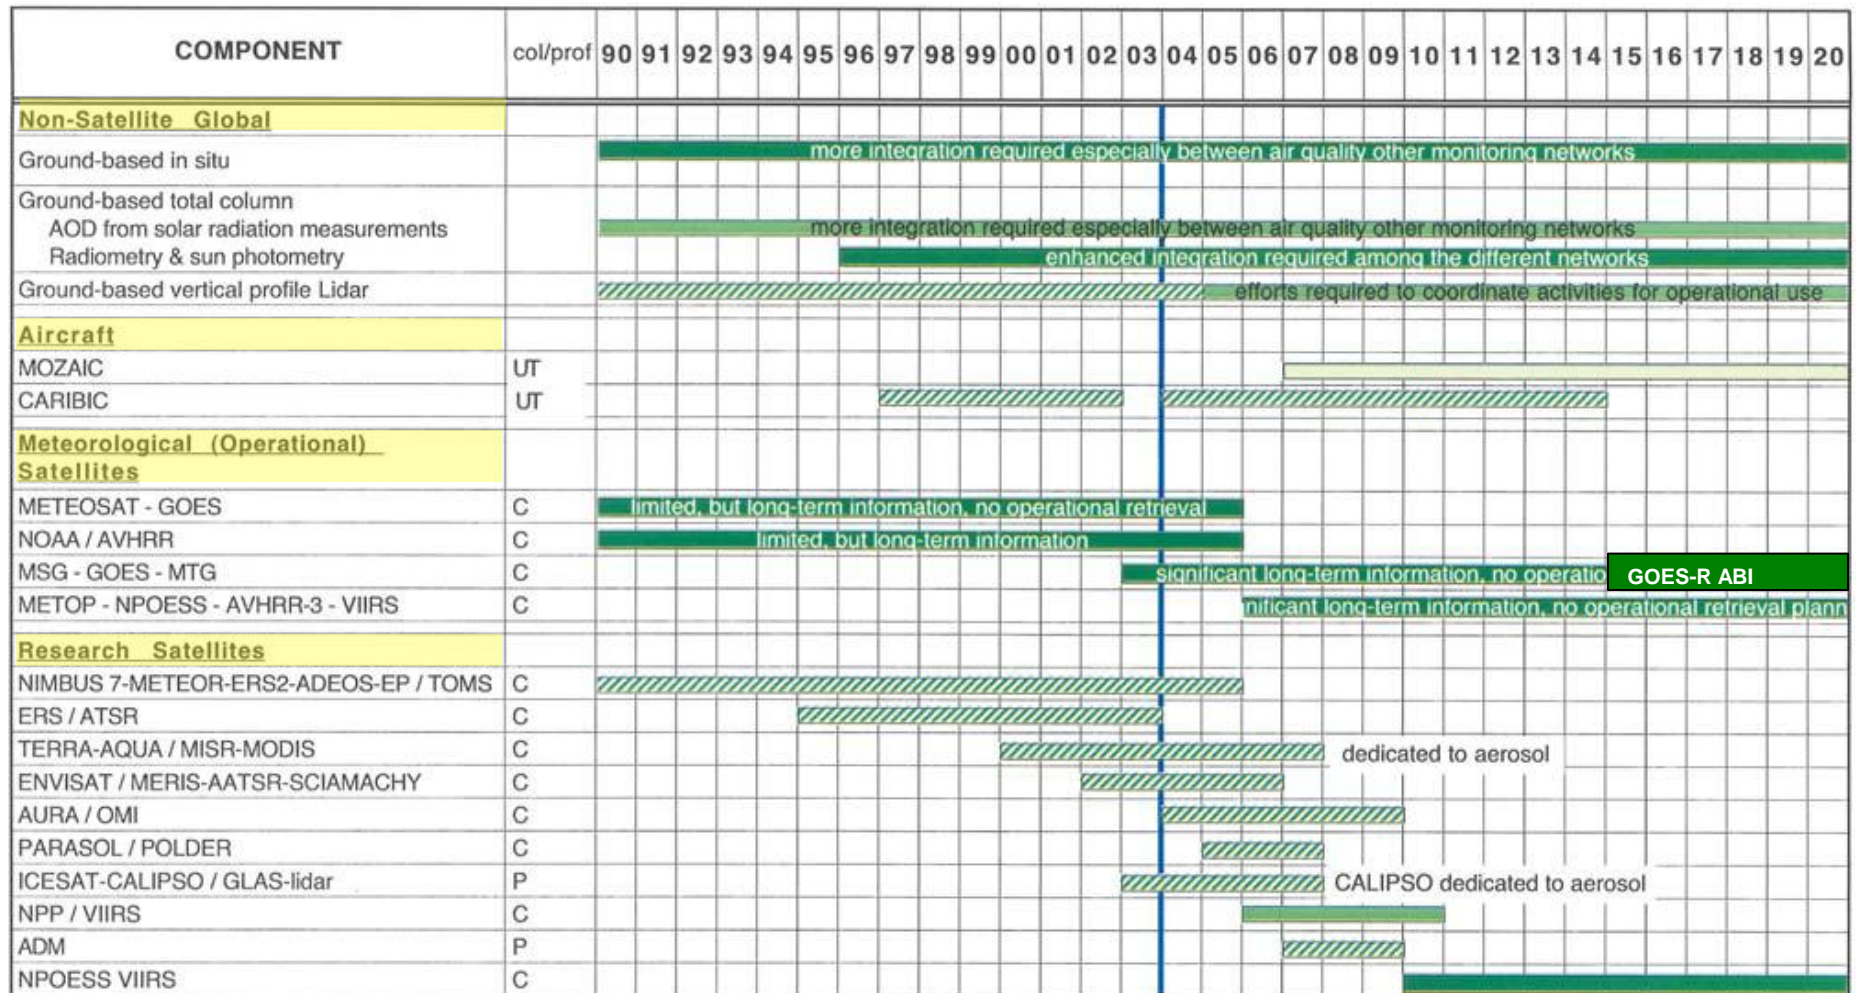 COMPONENT col/prof 90 91 92 93 94 95 96 97 98 99 00 01 02 03 04 05 06 07 08 09 10 11 12 13 14 15 16 17 18 19 20
Non-Satellite Global
Ground-based in situ more integration required especially between air quality other monitoring networks
Ground-based total column
AOD from solar radiation measurements more integration required especially between air quality other monitoring networks
Radiometry & sun photometry enhanced integration required among the different networks
Ground-based vertical profile Lidar efforts required to coordinate activities for operational use
Aircraft
MOZAIC UT
CARIBIC UT
Meteorological (Operational)
Satellites
METEOSAT - GOES C limited, but long-term information, no operational retrieval
NOAA / AVHRR C limited, but long-term information
MSG - GOES - MTG C significant long-term information, no operatio GOES-R ABI
METOP - NPOESS - AVHRR-3 - VIIRS C nificant long-term information, no operational retrieval plann
Research Satellites
NIMBUS 7-METEOR-ERS2-ADEOS-EP / TOMS C
ERS / ATSR C
TERRA-AQUA / MISR-MODIS C dedicated to aerosol
ENVISAT / MERIS-AATSR-SCIAMACHY C
AURA / OMI C
PARASOL / POLDER C
ICESAT-CALIPSO / GLAS-lidar P CALIPSO dedicated to aerosol
NPP / VIIRS C
ADM P
NPOESS VIIRS C